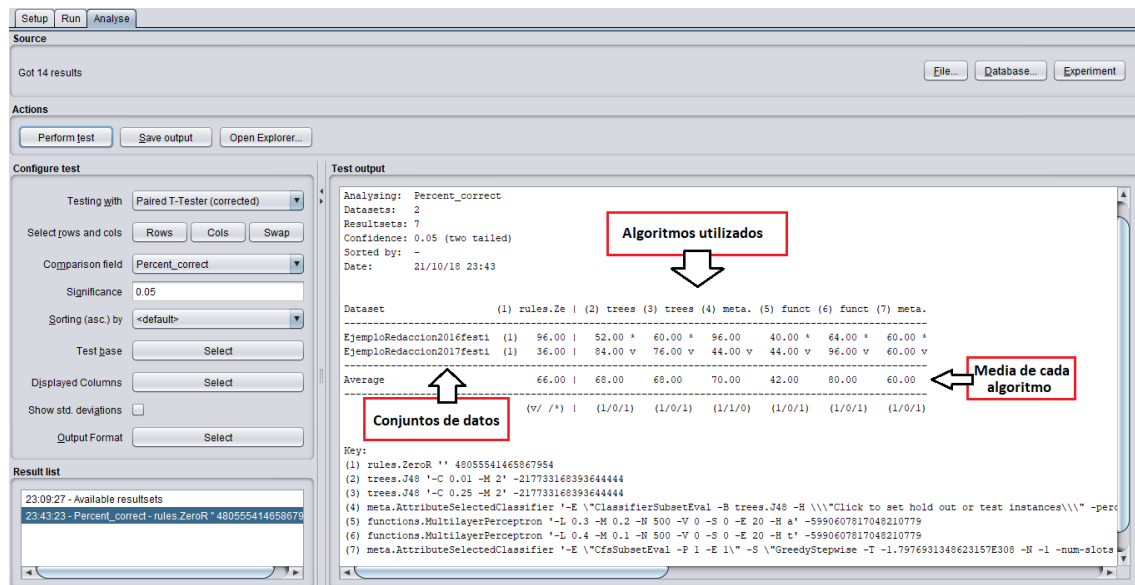 Setup Run Analyse
Source
Got 14 results
File... Database... Experiment
Actions
Perform test Save output Open Explorer...
Configure test
Testing with Paired T-Tester (corrected)
Select rows and cols Rows Cols Swap
Comparison field Percent_correct
Significance 0.05
Sorting (asc.) by <default>
Test base Select
Displayed Columns Select
Show std. deviations
Output Format Select
Result list
23:09:27 - Available resultsets
23:43:23 - Percent_correct - rules.ZeroR '' 480555414658679
Test output
Analysing: Percent_correct
Datasets: 2
Resultsets: 7
Confidence: 0.05 (two tailed)
Sorted by: -
Date: 21/10/18 23:43
Algoritmos utilizados
Dataset (1) rules.Ze | (2) trees (3) trees (4) meta. (5) funct (6) funct (7) meta.
EjemploRedaccion2016festi (1) 96.00 | 52.00 * 60.00 * 96.00 40.00 * 64.00 * 60.00 *
EjemploRedaccion2017festi (1) 36.00 | 84.00 v 76.00 v 44.00 v 44.00 v 96.00 v 60.00 v
Average 66.00 | 68.00 68.00 70.00 42.00 80.00 60.00
Media de cada algoritmo
(v/ /*) | (1/0/1) (1/0/1) (1/1/0) (1/0/1) (1/0/1) (1/0/1)
Conjuntos de datos
Key:
(1) rules.ZeroR '' 48055541465867954
(2) trees.J48 '-C 0.01 -M 2' -217733168393644444
(3) trees.J48 '-C 0.25 -M 2' -217733168393644444
(4) meta.AttributeSelectedClassifier '-E \"ClassifierSubsetEval -B trees.J48 -H \\\"Click to set hold out or test instances\\\" -perc
(5) functions.MultilayerPerceptron '-L 0.3 -M 0.2 -N 500 -V 0 -S 0 -E 20 -H a' -5990607817048210779
(6) functions.MultilayerPerceptron '-L 0.4 -M 0.1 -N 500 -V 0 -S 0 -E 20 -H t' -5990607817048210779
(7) meta.AttributeSelectedClassifier '-E \"CfsSubsetEval -P 1 -E 1\" -S \"GreedyStepwise -T -1.7976931348623157E308 -N -1 -num-slots